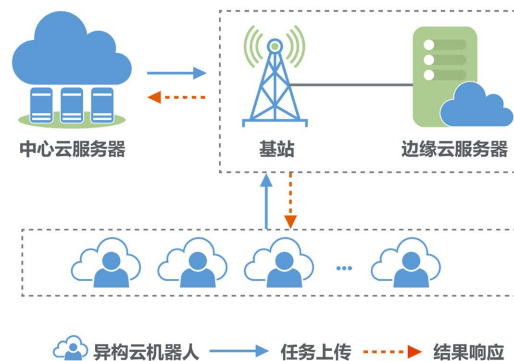 中心云服务器
基站
边缘云服务器
...
异构云机器人
任务上传
结果响应